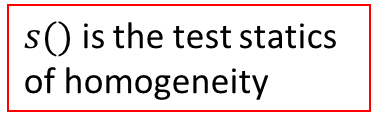 s() is the test statics
of homogeneity